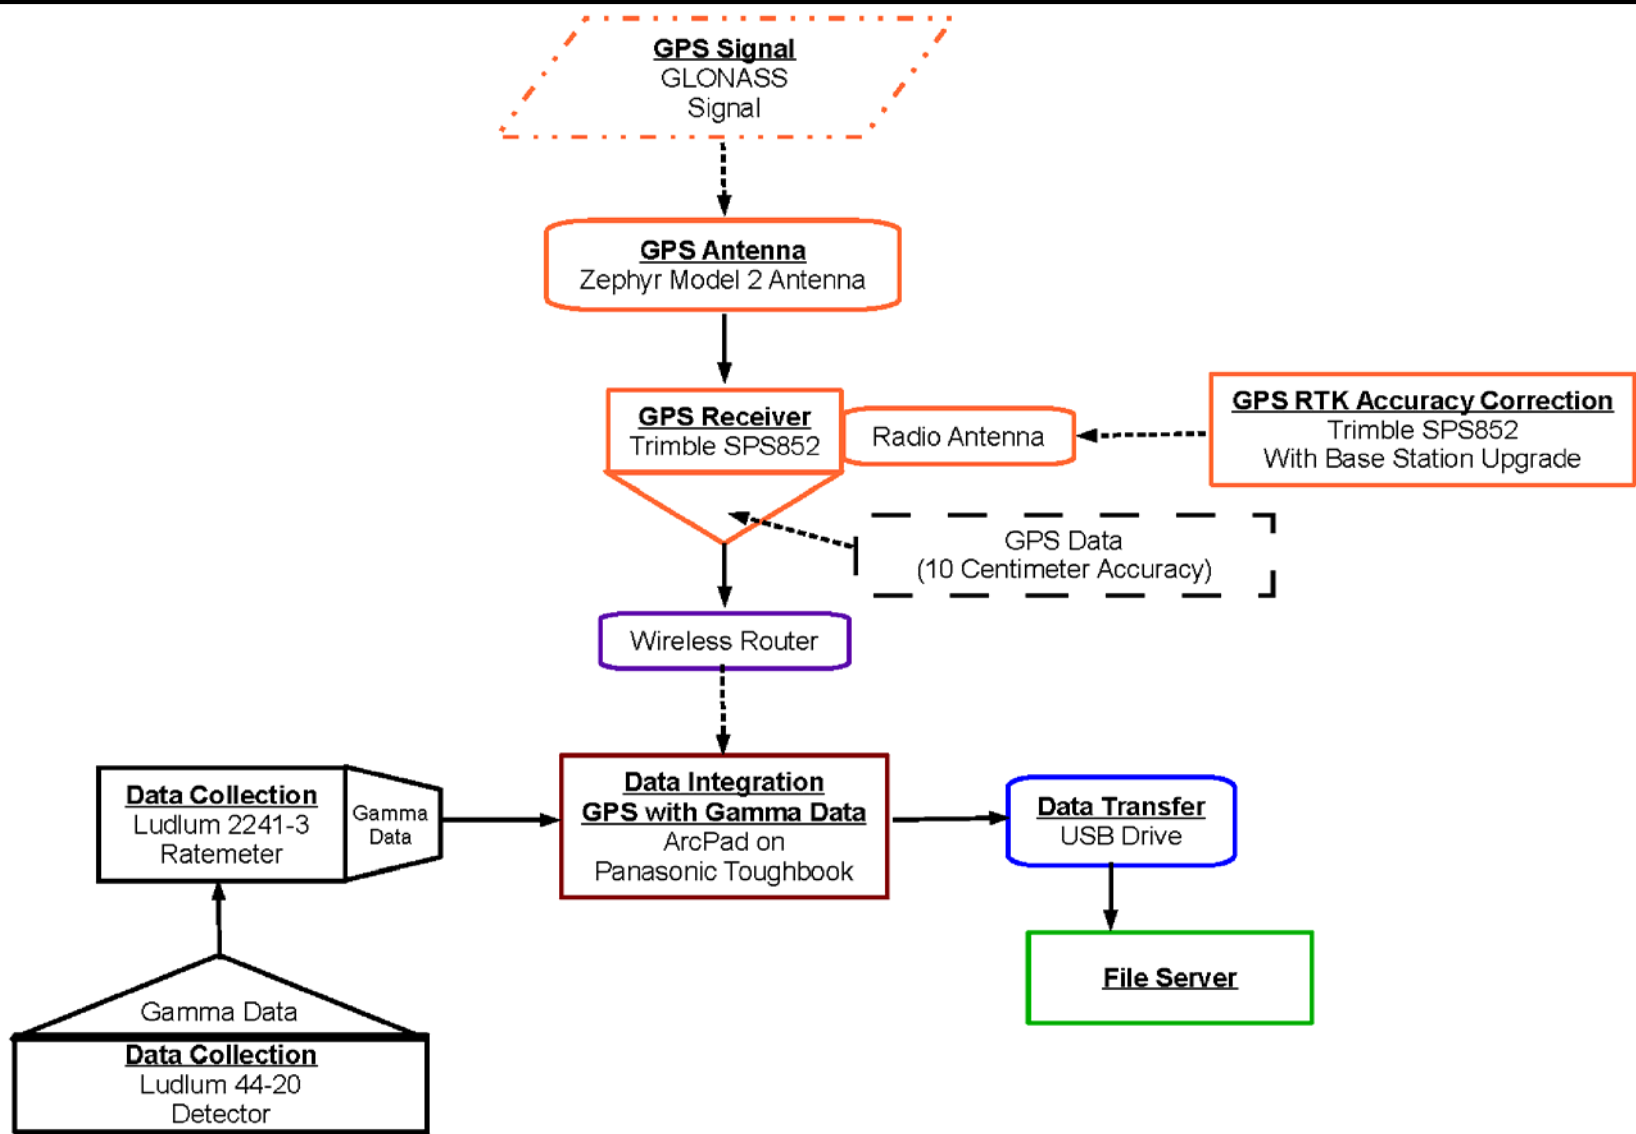 GPS Signal
GLONASS
Signal
GPS Antenna
Zephyr Model 2 Antenna
GPS Receiver
Trimble SPS852
Radio Antenna
GPS RTK Accuracy Correction
Trimble SPS852
With Base Station Upgrade
GPS Data
(10 Centimeter Accuracy)
Wireless Router
Data Collection
Ludlum 2241-3
Ratemeter
Gamma
Data
Data Integration
GPS with Gamma Data
ArcPad on
Panasonic Toughbook
Data Transfer
USB Drive
File Server
Gamma Data
Data Collection
Ludlum 44-20
Detector